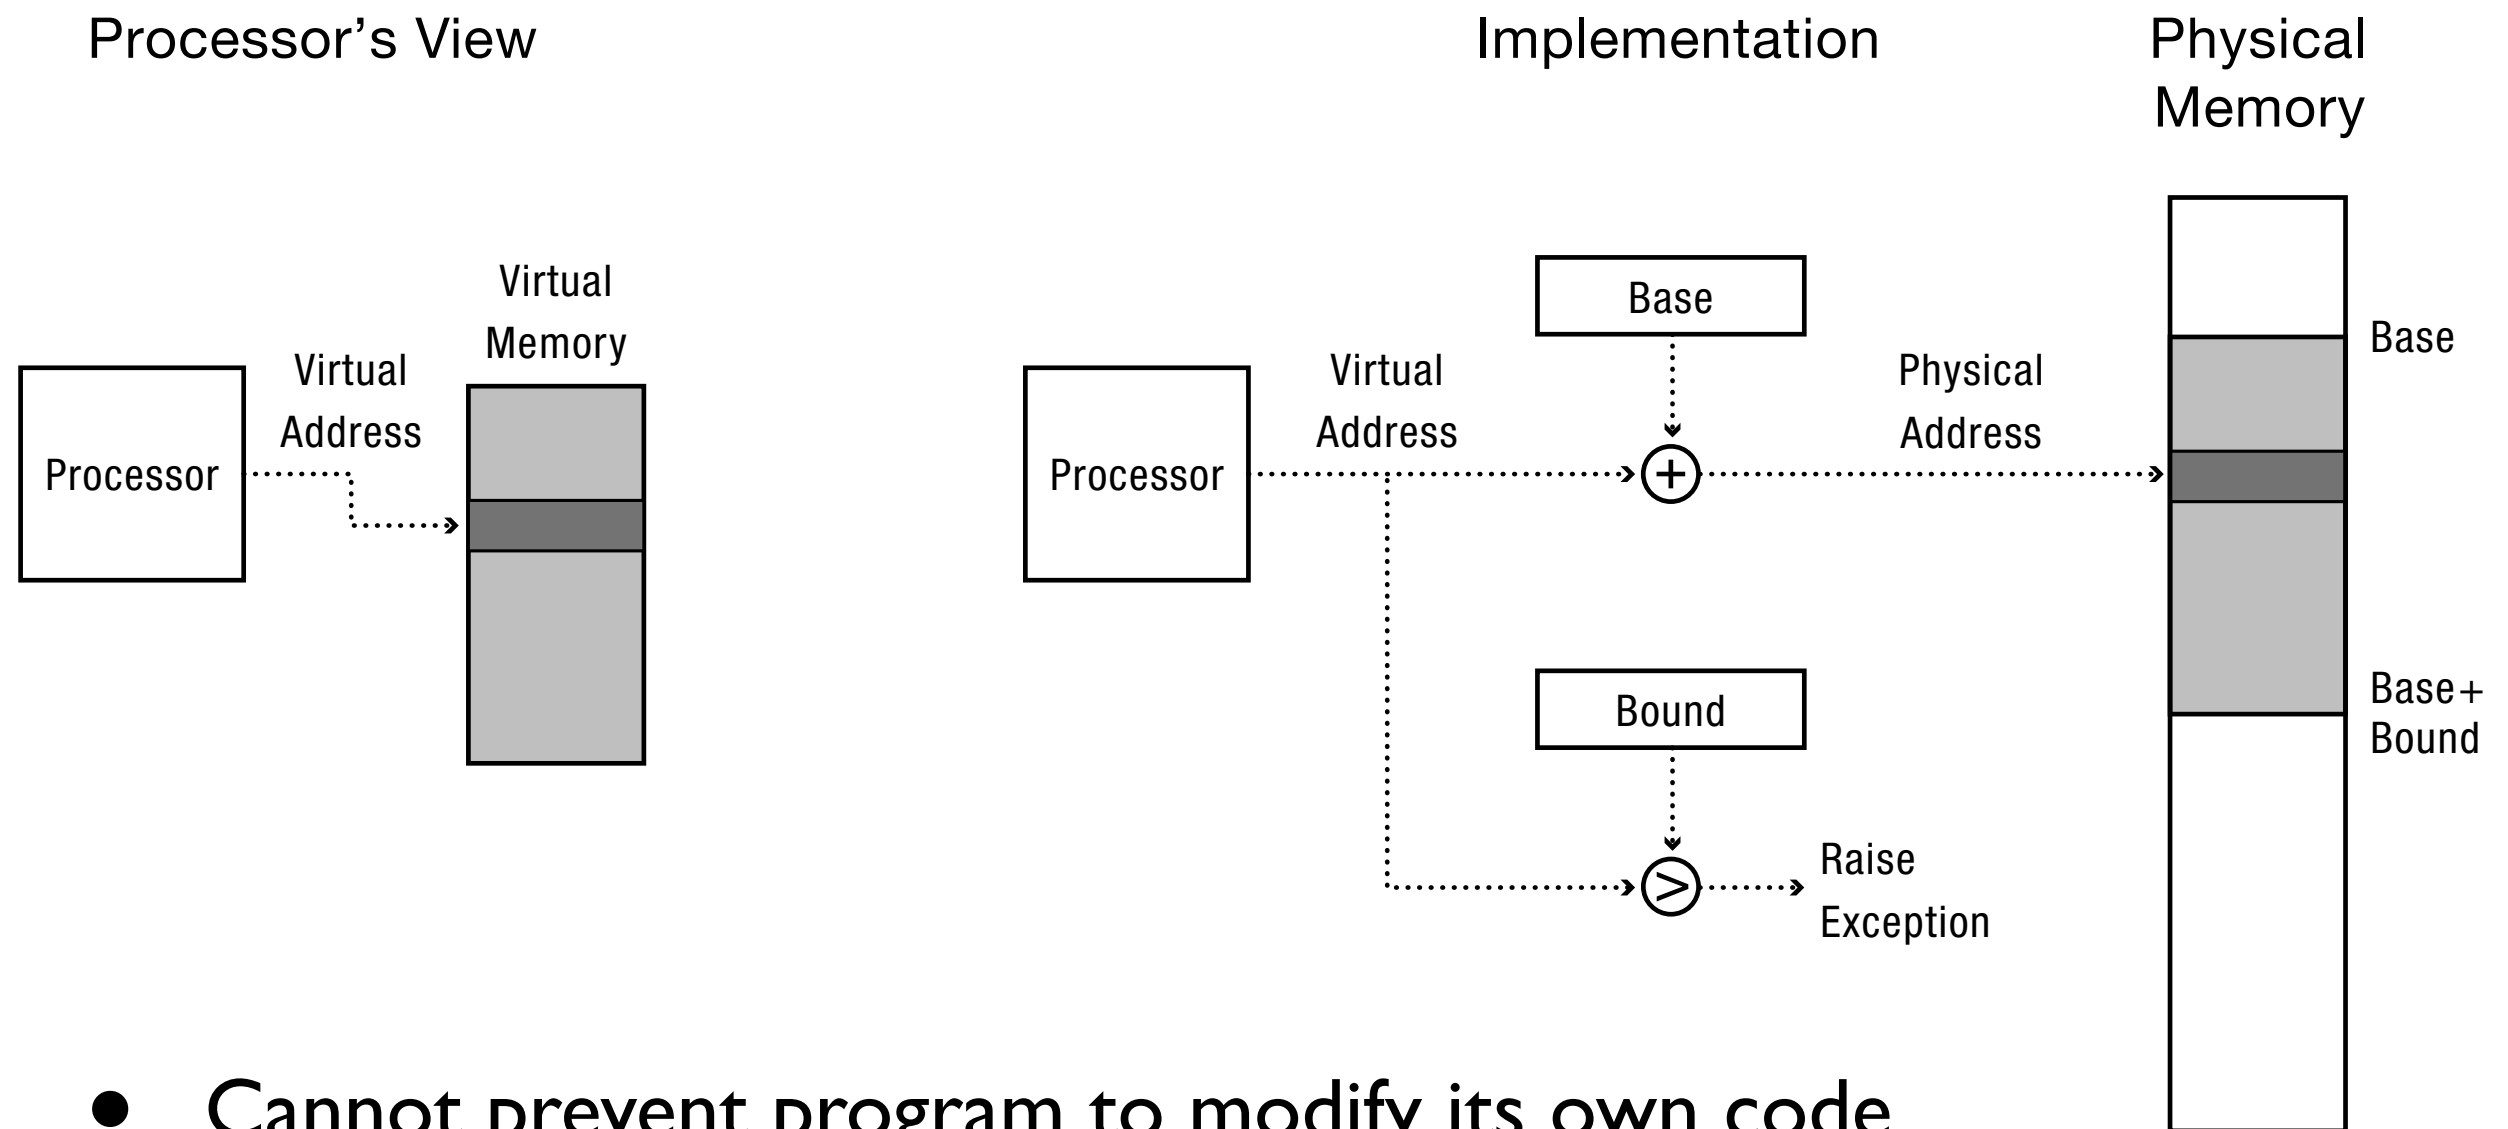 Processor's View
Implementation
Physical
Memory
Virtual
Memory
Virtual
Address
Processor
Base
Virtual
Address
Processor
+
Physical
Address
Base
Base+
Bound
Bound
>
Raise
Exception
• Cannot prevent program to modify its own code